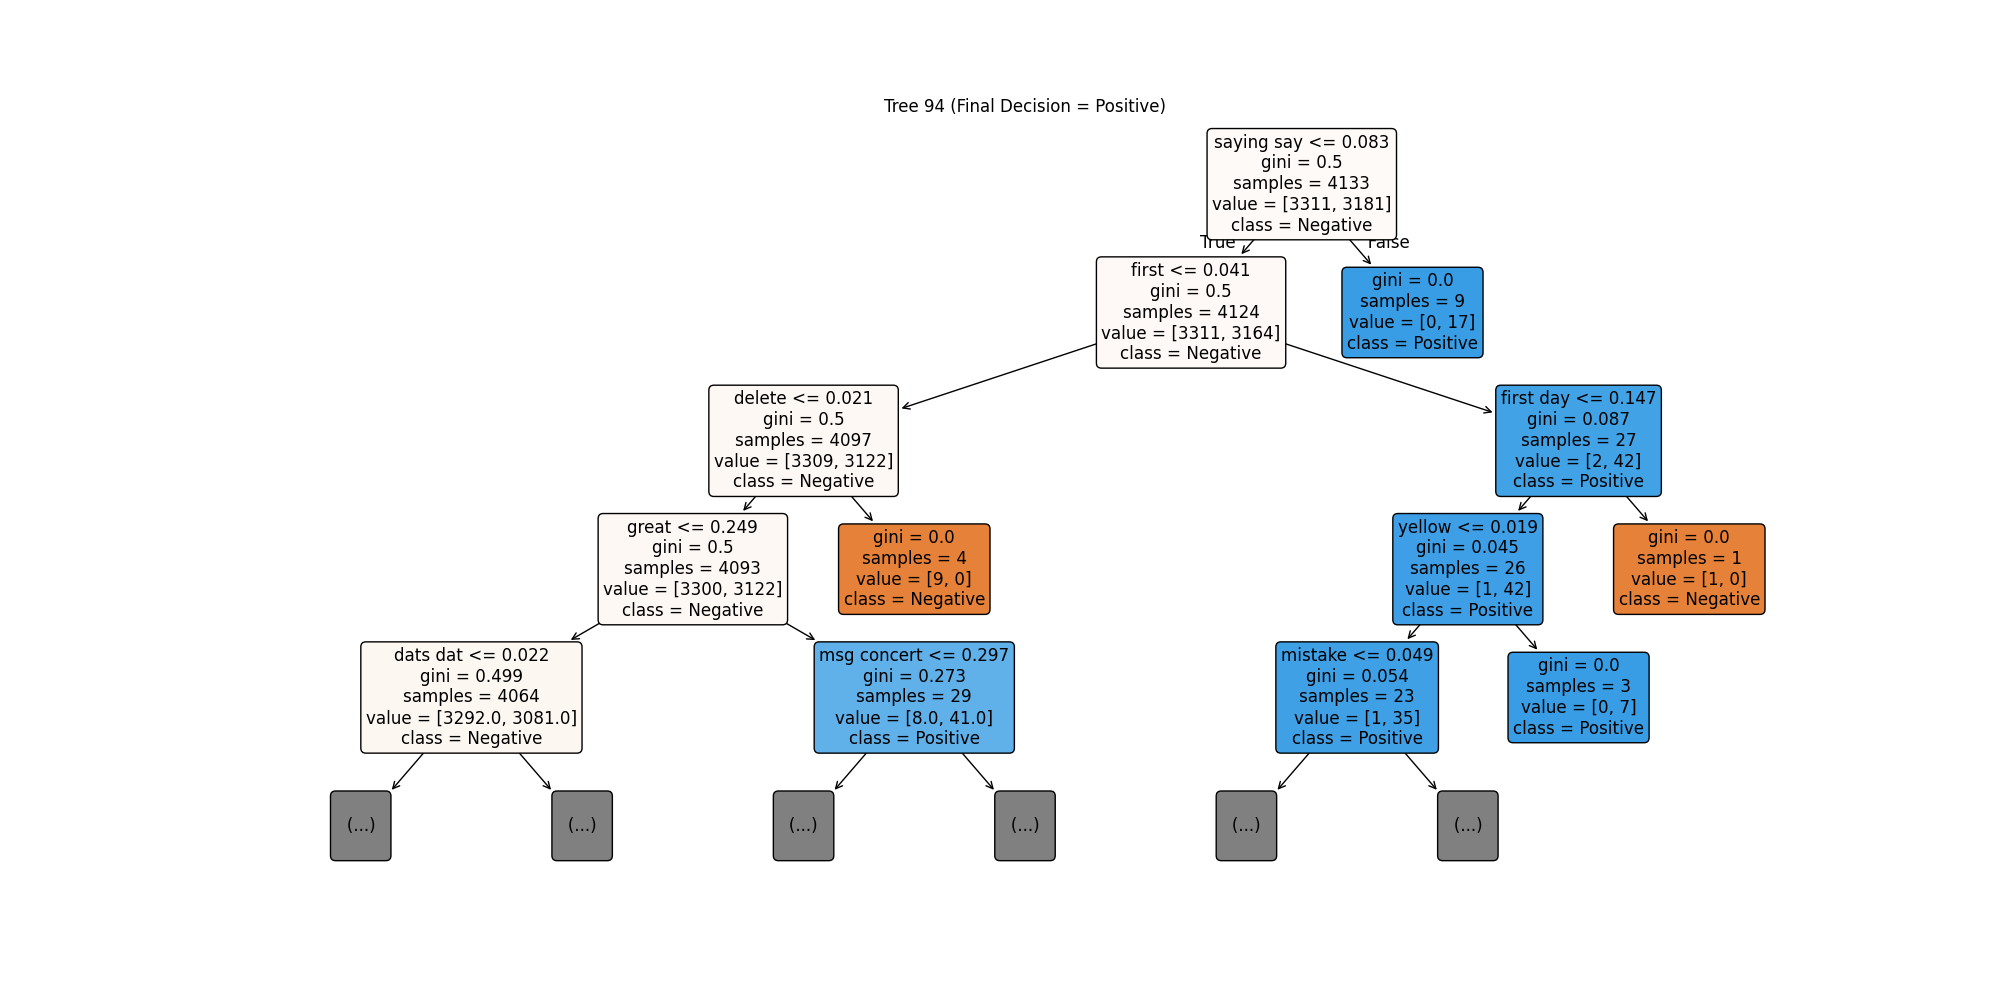 Tree 94 (Final Decision = Positive)
saying say <= 0.083
gini = 0.5
samples = 4133
value = [3311, 3181]
class = Negative
True
False
first <= 0.041
gini = 0.5
samples = 4124
value = [3311, 3164]
class = Negative
gini = 0.0
samples = 9
value = [0, 17]
class = Positive
delete <= 0.021
gini = 0.5
samples = 4097
value = [3309, 3122]
class = Negative
first day <= 0.147
gini = 0.087
samples = 27
value = [2, 42]
class = Positive
great <= 0.249
gini = 0.5
samples = 4093
value = [3300, 3122]
class = Negative
gini = 0.0
samples = 4
value = [9, 0]
class = Negative
yellow <= 0.019
gini = 0.045
samples = 26
value = [1, 42]
class = Positive
gini = 0.0
samples = 1
value = [1, 0]
class = Negative
dats dat <= 0.022
gini = 0.499
samples = 4064
value = [3292.0, 3081.0]
class = Negative
msg concert <= 0.297
gini = 0.273
samples = 29
value = [8.0, 41.0]
class = Positive
mistake <= 0.049
gini = 0.054
samples = 23
value = [1, 35]
class = Positive
gini = 0.0
samples = 3
value = [0, 7]
class = Positive
(...)
(...)
(...)
(...)
(...)
(...)